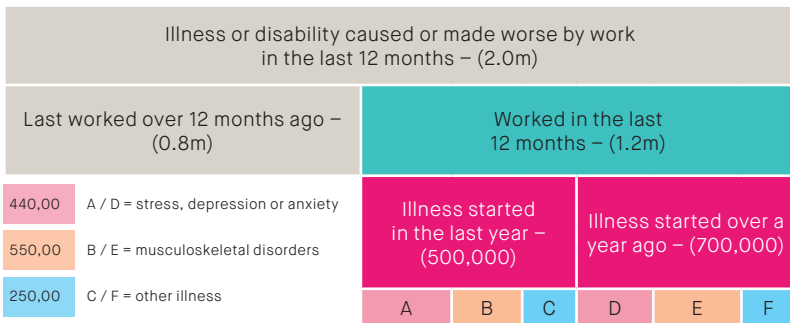 Illness or disability caused or made worse by work
in the last 12 months – (2.0m)
Last worked over 12 months ago –
(0.8m)
Worked in the last
12 months – (1.2m)
440,00 A / D = stress, depression or anxiety
550,00 B / E = musculoskeletal disorders
250,00 C / F = other illness
Illness started
in the last year –
(500,000)
Illness started over a
year ago – (700,000)
A B C D E F